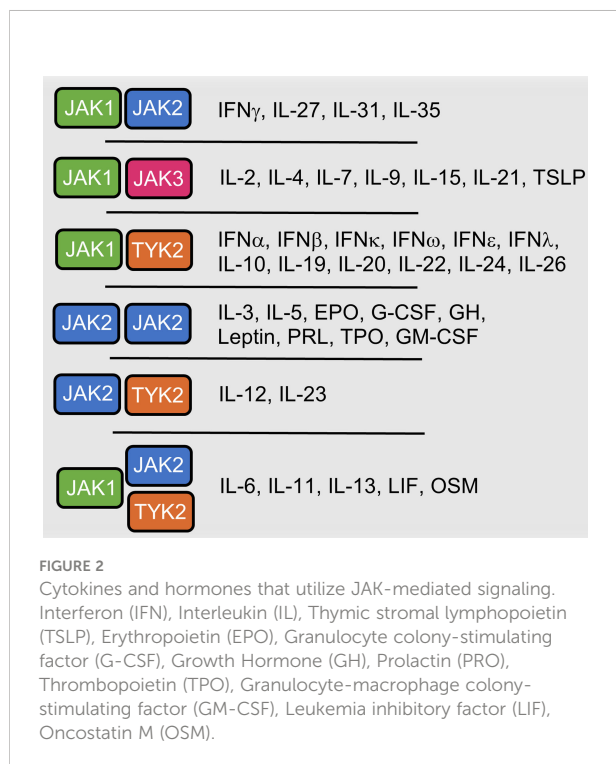 JAK1 JAK2 IFNγ, IL-27, IL-31, IL-35
JAK1 JAK3 IL-2, IL-4, IL-7, IL-9, IL-15, IL-21, TSLP
JAK1 TYK2 IFNα, IFNβ, IFNκ, IFNω, IFNε, IFNλ,
IL-10, IL-19, IL-20, IL-22, IL-24, IL-26
JAK2 JAK2 IL-3, IL-5, EPO, G-CSF, GH,
Leptin, PRL, TPO, GM-CSF
JAK2 TYK2 IL-12, IL-23
JAK1 JAK2 TYK2 IL-6, IL-11, IL-13, LIF, OSM
FIGURE 2
Cytokines and hormones that utilize JAK-mediated signaling.
Interferon (IFN), Interleukin (IL), Thymic stromal lymphopoietin
(TSLP), Erythropoietin (EPO), Granulocyte colony-stimulating
factor (G-CSF), Growth Hormone (GH), Prolactin (PRO),
Thrombopoietin (TPO), Granulocyte-macrophage colony-
stimulating factor (GM-CSF), Leukemia inhibitory factor (LIF),
Oncostatin M (OSM).